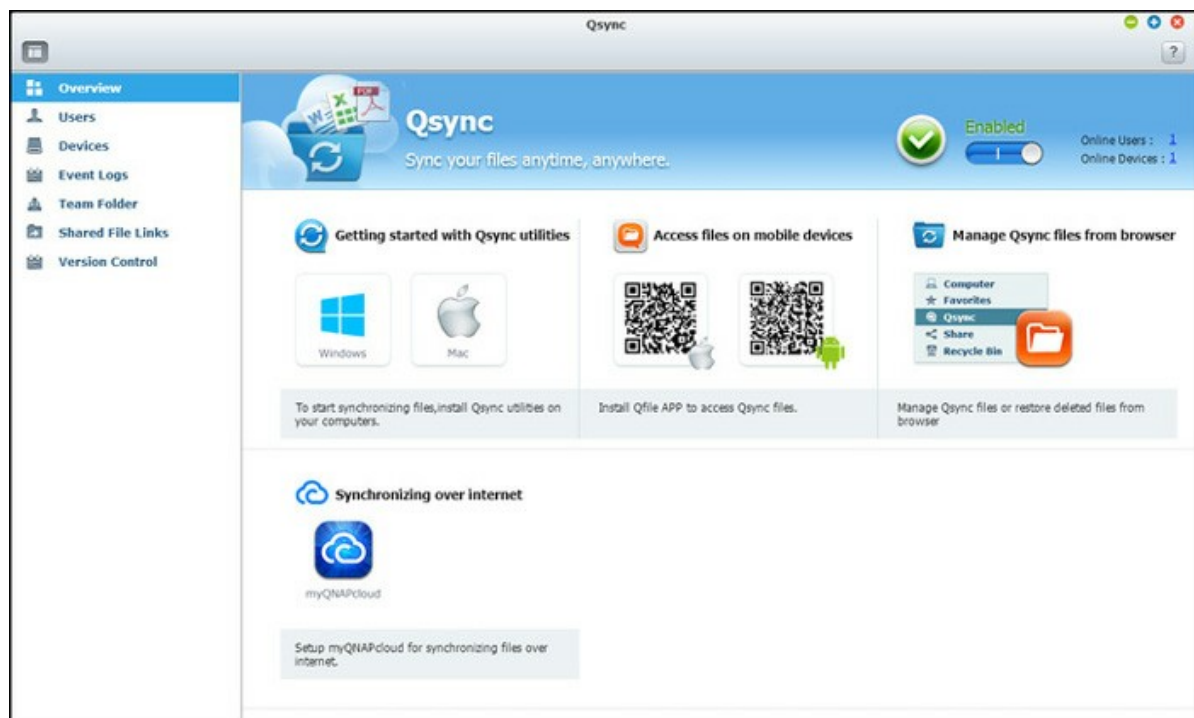 Qsync
?
Overview
Users
Devices
Event Logs
Team Folder
Shared File Links
Version Control
W
X
PDF
Qsync
Sync your files anytime, anywhere.
Enabled
Online Users : 1
Online Devices : 1
Getting started with Qsync utilities
Windows
Mac
To start synchronizing files,install Qsync utilities on
your computers.
Access files on mobile devices
Install Qfile APP to access Qsync files.
Manage Qsync files from browser
Computer
Favorites
Qsync
Share
Recycle Bin
Manage Qsync files or restore deleted files from
browser
Synchronizing over internet
myQNAPcloud
Setup myQNAPcloud for synchronizing files over
internet.